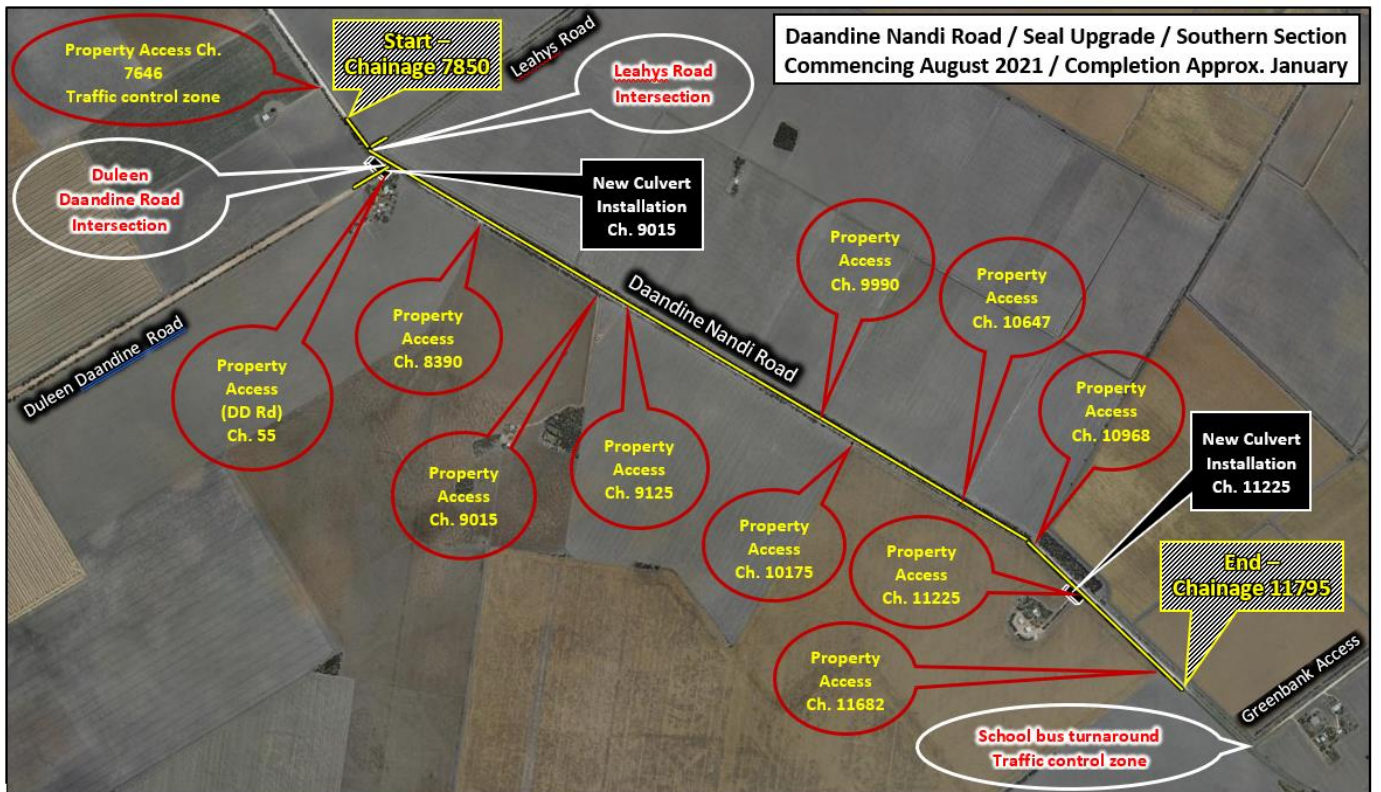 Daandine Nandi Road / Seal Upgrade / Southern Section
Commencing August 2021 / Completion Approx. January
Property Access Ch.
7646
Traffic control zone
Start –
Chainage 7850
Leahys Road
Leahys Road
Intersection
Duleen
Daandine Road
Intersection
New Culvert
Installation
Ch. 9015
Duleen Daandine Road
Property
Access
(DD Rd)
Ch. 55
Property
Access
Ch. 8390
Property
Access
Ch. 9015
Property
Access
Ch. 9125
Daandine Nandi Road
Property
Access
Ch. 9990
Property
Access
Ch. 10175
Property
Access
Ch. 10647
Property
Access
Ch. 10968
Property
Access
Ch. 11225
New Culvert
Installation
Ch. 11225
Property
Access
Ch. 11682
End –
Chainage 11795
Greenbank Access
School bus turnaround
Traffic control zone